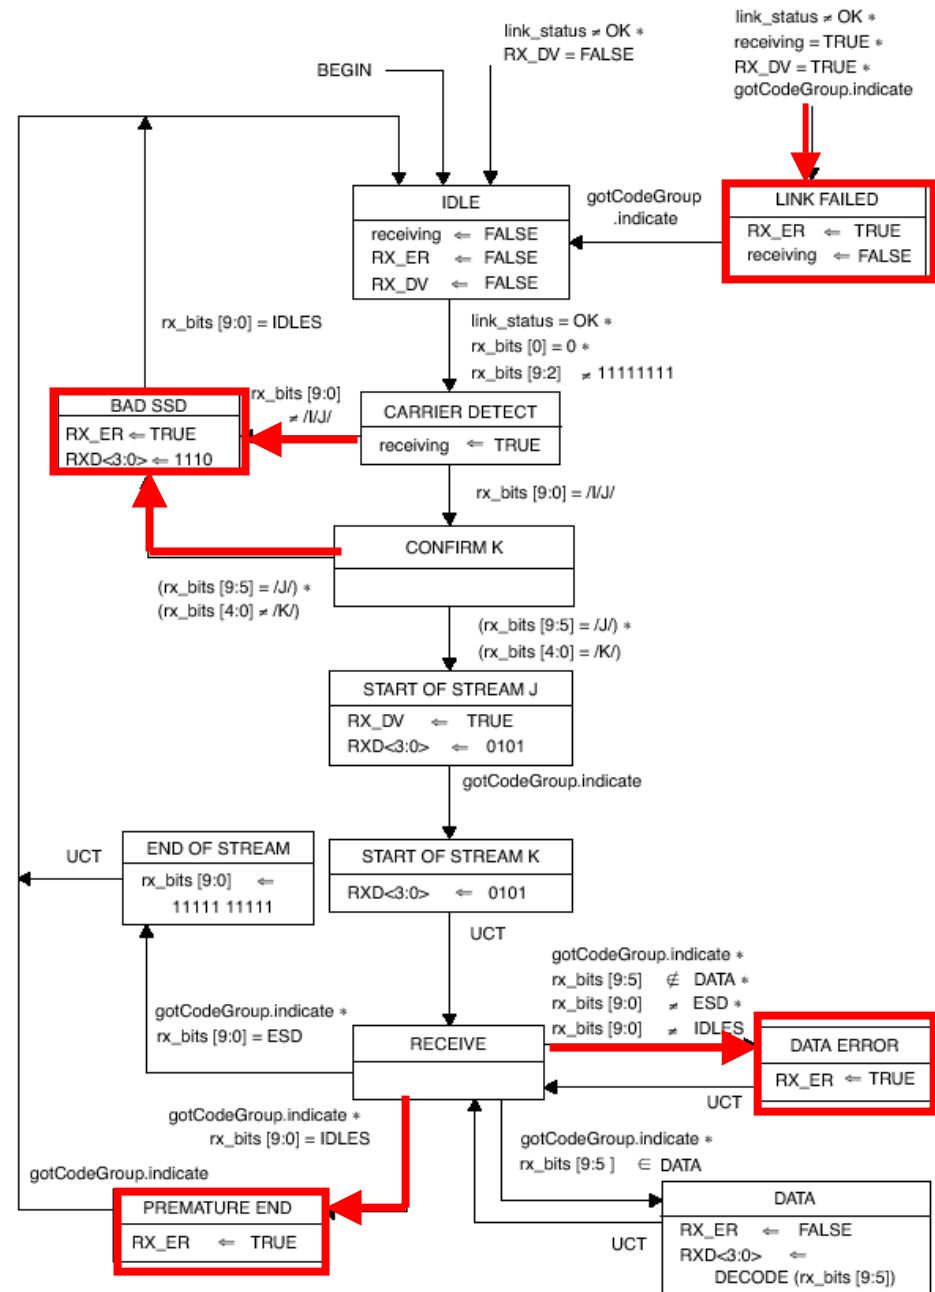 link_status ≠ OK *
RX_DV = FALSE
link_status ≠ OK *
receiving = TRUE *
RX_DV = TRUE *
gotCodeGroup.indicate
BEGIN
IDLE
receiving ⇐ FALSE
RX_ER ⇐ FALSE
RX_DV ⇐ FALSE
gotCodeGroup
.indicate
LINK FAILED
RX_ER ⇐ TRUE
receiving ⇐ FALSE
rx_bits [9:0] = IDLES
link_status = OK *
rx_bits [0] = 0 *
rx_bits [9:2] ≠ 11111111
BAD SSD
RX_ER ⇐ TRUE
RXD<3:0> ⇐ 1110
rx_bits [9:0]
≠ /I/J/
CARRIER DETECT
receiving ⇐ TRUE
rx_bits [9:0] = /I/J/
CONFIRM K
(rx_bits [9:5] = /J/) *
(rx_bits [4:0] ≠ /K/)
(rx_bits [9:5] = /J/) *
(rx_bits [4:0] = /K/)
START OF STREAM J
RX_DV ⇐ TRUE
RXD<3:0> ⇐ 0101
gotCodeGroup.indicate
UCT
END OF STREAM
rx_bits [9:0] ⇐
11111 11111
START OF STREAM K
RXD<3:0> ⇐ 0101
UCT
gotCodeGroup.indicate *
rx_bits [9:5] ∉ DATA *
rx_bits [9:0] ≠ ESD *
rx_bits [9:0] ≠ IDLES
gotCodeGroup.indicate *
rx_bits [9:0] = ESD
RECEIVE
DATA ERROR
RX_ER ⇐ TRUE
UCT
gotCodeGroup.indicate *
rx_bits [9:0] = IDLES
gotCodeGroup.indicate *
rx_bits [9:5 ] ∈ DATA
gotCodeGroup.indicate
PREMATURE END
RX_ER ⇐ TRUE
UCT
DATA
RX_ER ⇐ FALSE
RXD<3:0> ⇐
DECODE (rx_bits [9:5])